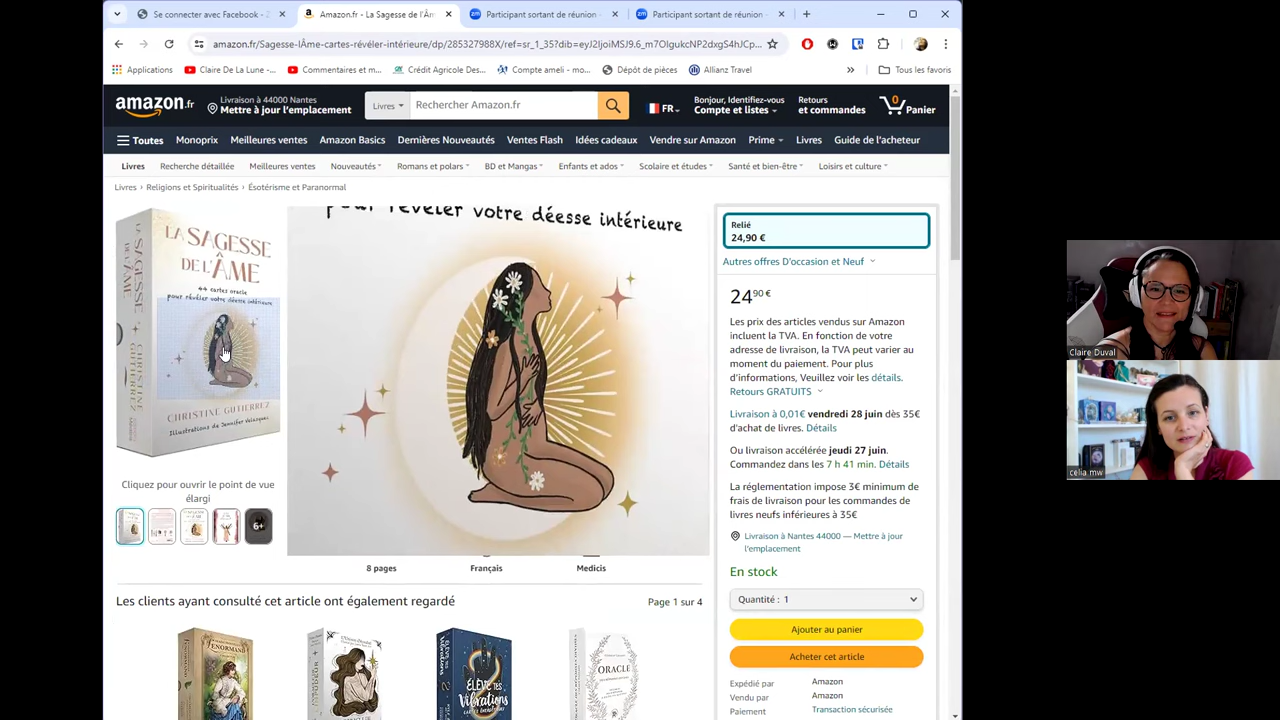 Se connecter avec Facebook - Z
Amazon.fr - La Sagesse de l'Âm
Participant sortant de réunion -
Participant sortant de réunion -
amazon.fr/Sagesse-lÂme-cartes-révéler-intérieure/dp/285327988X/ref=sr_1_35?dib=eyJ2IjoiMSJ9.6_m7OlgukcNP2dxgS4hJCp...
Applications
Claire De La Lune -...
Commentaires et m...
Crédit Agricole Des...
Compte ameli - mo...
Dépôt de pièces
Allianz Travel
Tous les favoris
amazon.fr
Livraison à 44000 Nantes
Mettre à jour l'emplacement
Livres
Rechercher Amazon.fr
FR
Bonjour, Identifiez-vous
Compte et listes
Retours
et commandes
0
Panier
Toutes
Monoprix
Meilleures ventes
Amazon Basics
Dernières Nouveautés
Ventes Flash
Idées cadeaux
Vendre sur Amazon
Prime
Livres
Guide de l'acheteur
Livres
Recherche détaillée
Meilleures ventes
Nouveautés
Romans et polars
BD et Mangas
Enfants et ados
Scolaire et études
Santé et bien-être
Loisirs et culture
Livres › Religions et Spiritualités › Ésotérisme et Paranormal
LA SAGESSE
DE L'ÂME
44 cartes oracle
pour révéler votre déesse intérieure
CHRISTINE GUTIERREZ
Illustrations de Jennifer Velasquez
LA SAGESSE
DE L'ÂME
CHRISTINE
GUTIERREZ
pour révéler votre déesse intérieure
Cliquez pour ouvrir le point de vue
élargi
6+
8 pages
Français
Medicis
Les clients ayant consulté cet article ont également regardé
Page 1 sur 4
LENORMAND
ÉLÈVE TES
Vibrations
ORACLE
Relié
24,90 €
Autres offres D'occasion et Neuf
24,90 €
Les prix des articles vendus sur Amazon
incluent la TVA. En fonction de votre
adresse de livraison, la TVA peut varier au
moment du paiement. Pour plus
d'informations, Veuillez voir les détails.
Retours GRATUITS
Livraison à 0,01€ vendredi 28 juin dès 35€
d'achat de livres. Détails
Ou livraison accélérée jeudi 27 juin.
Commandez dans les 7 h 41 min. Détails
La réglementation impose 3€ minimum de
frais de livraison pour les commandes de
livres neufs inférieures à 35€
Livraison à Nantes 44000 — Mettre à jour
l'emplacement
En stock
Quantité : 1
Ajouter au panier
Acheter cet article
Expédié par Amazon
Vendu par Amazon
Paiement Transaction sécurisée
Claire Duval
celia mw